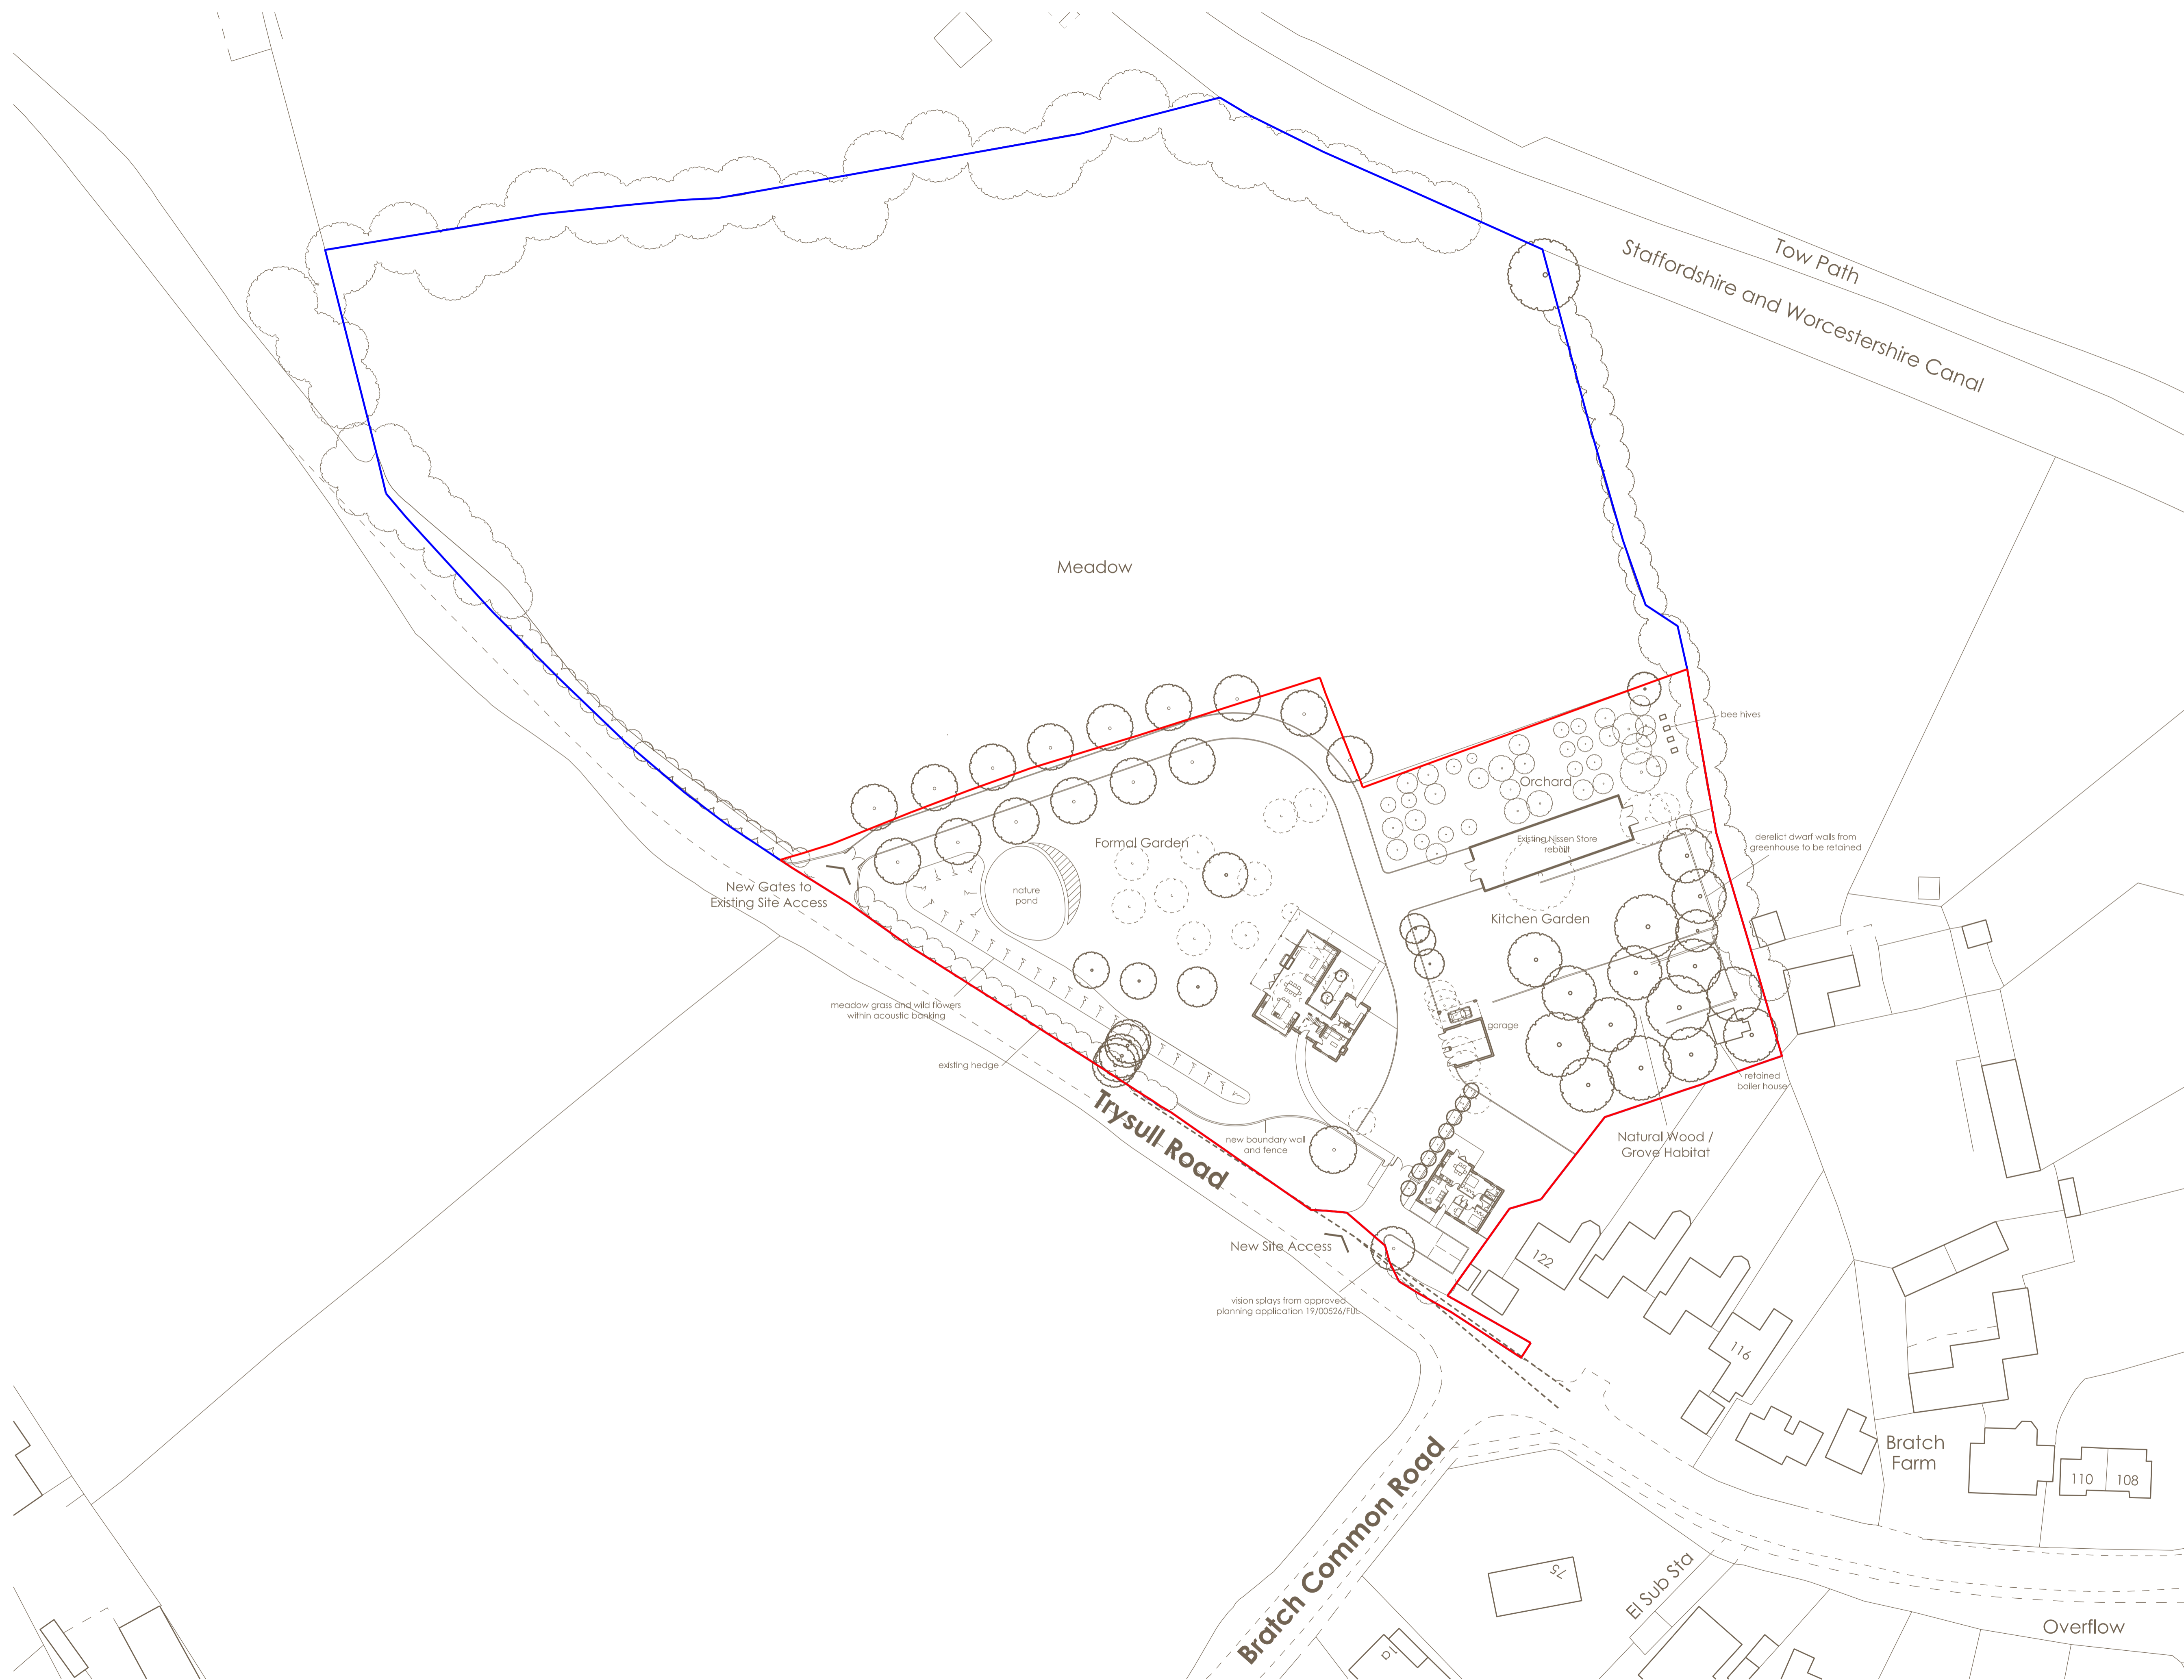 Tow Path
Staffordshire and Worcestershire Canal
Meadow
bee hives
Orchard
Existing Nissen Store
rebuilt
derelict dwarf walls from
greenhouse to be retained
Formal Garden
nature
pond
New Gates to
Existing Site Access
Kitchen Garden
meadow grass and wild flowers
within acoustic banking
garage
existing hedge
retained
boiler house
Trysull Road
new boundary wall
and fence
Natural Wood /
Grove Habitat
New Site Access
122
vision splays from approved
planning application 19/00526/FUL
116
Bratch
Farm
110
108
Bratch Common Road
75
El Sub Sta
Overflow
1a